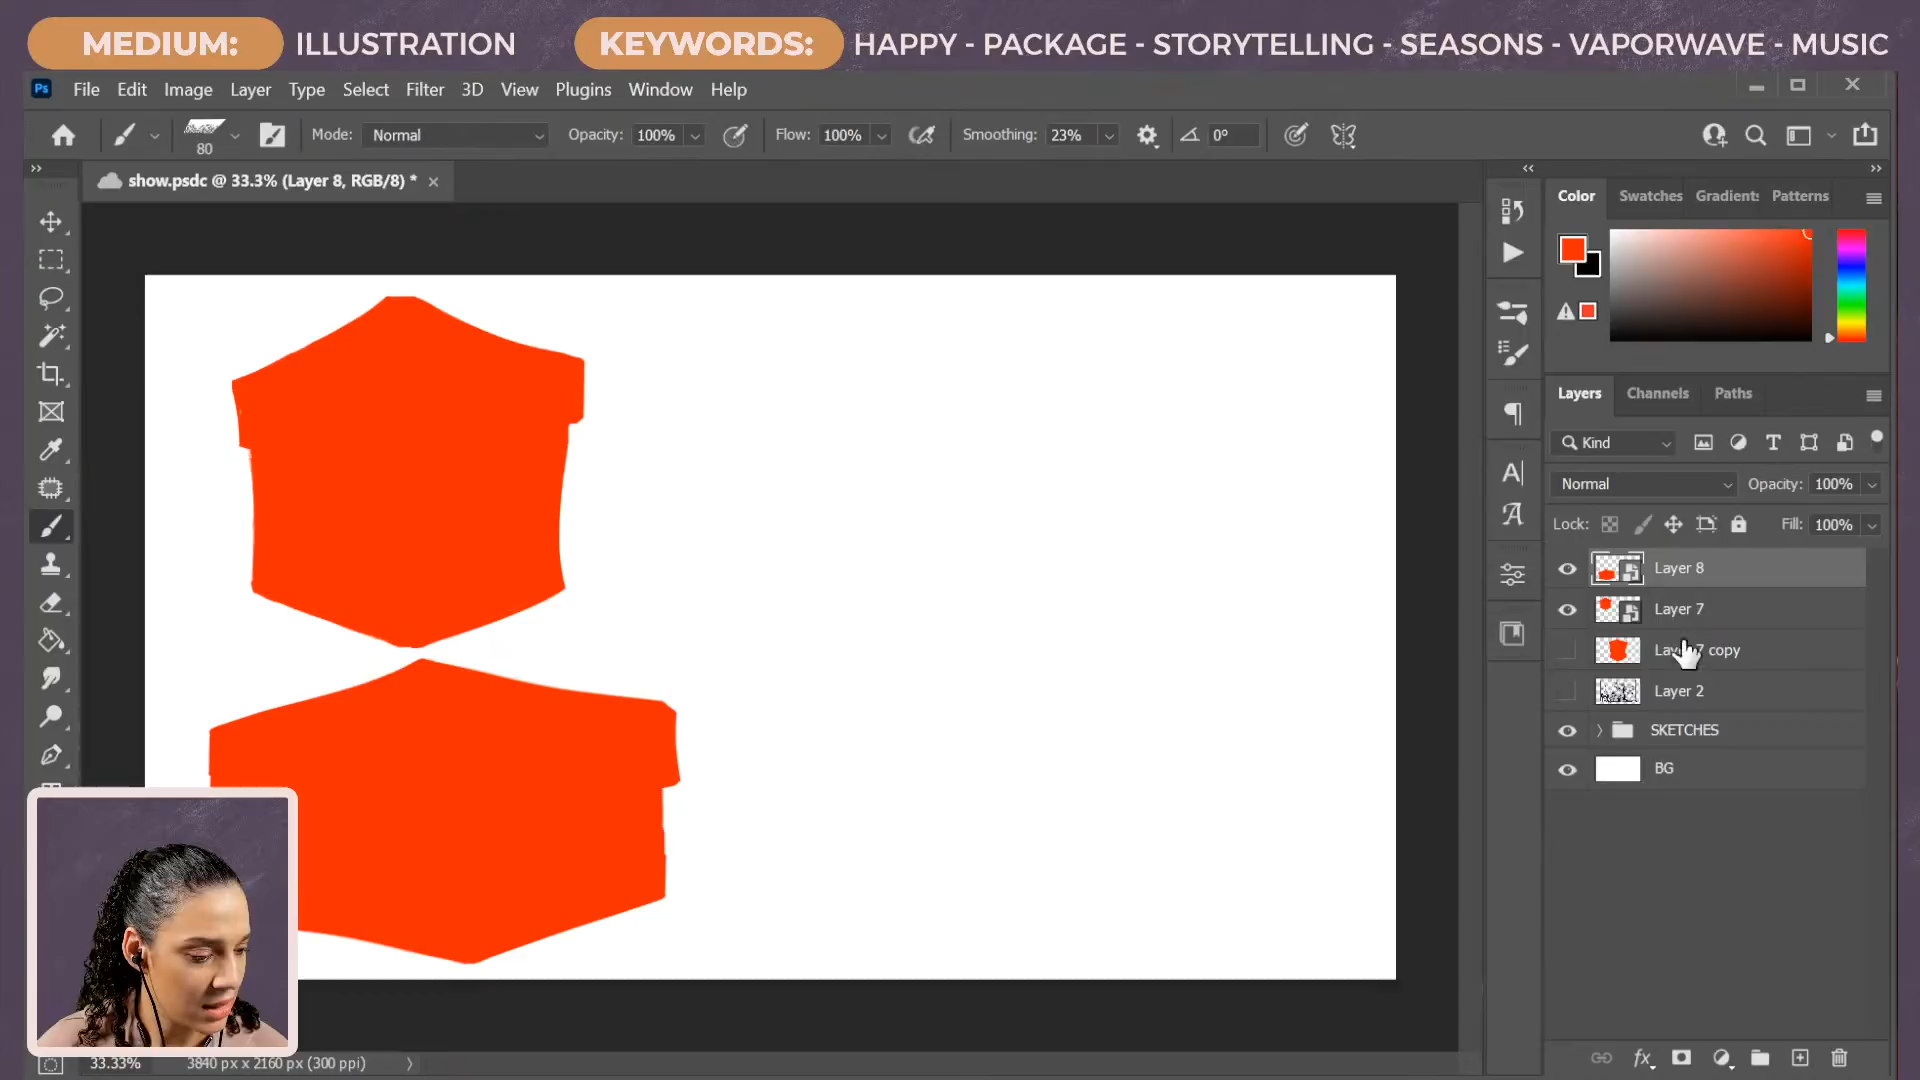 MEDIUM: ILLUSTRATION KEYWORDS: HAPPY - PACKAGE - STORYTELLING - SEASONS - VAPORWAVE - MUSIC
Ps File Edit Image Layer Type Select Filter 3D View Plugins Window Help
80 Mode: Normal Opacity: 100% Flow: 100% Smoothing: 23% 0°
show.psdc @ 33.3% (Layer 8, RGB/8) *
Color Swatches Gradients Patterns
Layers Channels Paths
Kind
Normal Opacity: 100%
Lock: Fill: 100%
Layer 8
Layer 7
Layer 7 copy
Layer 2
SKETCHES
BG
33.33% 3840 px x 2160 px (300 ppi)
fx